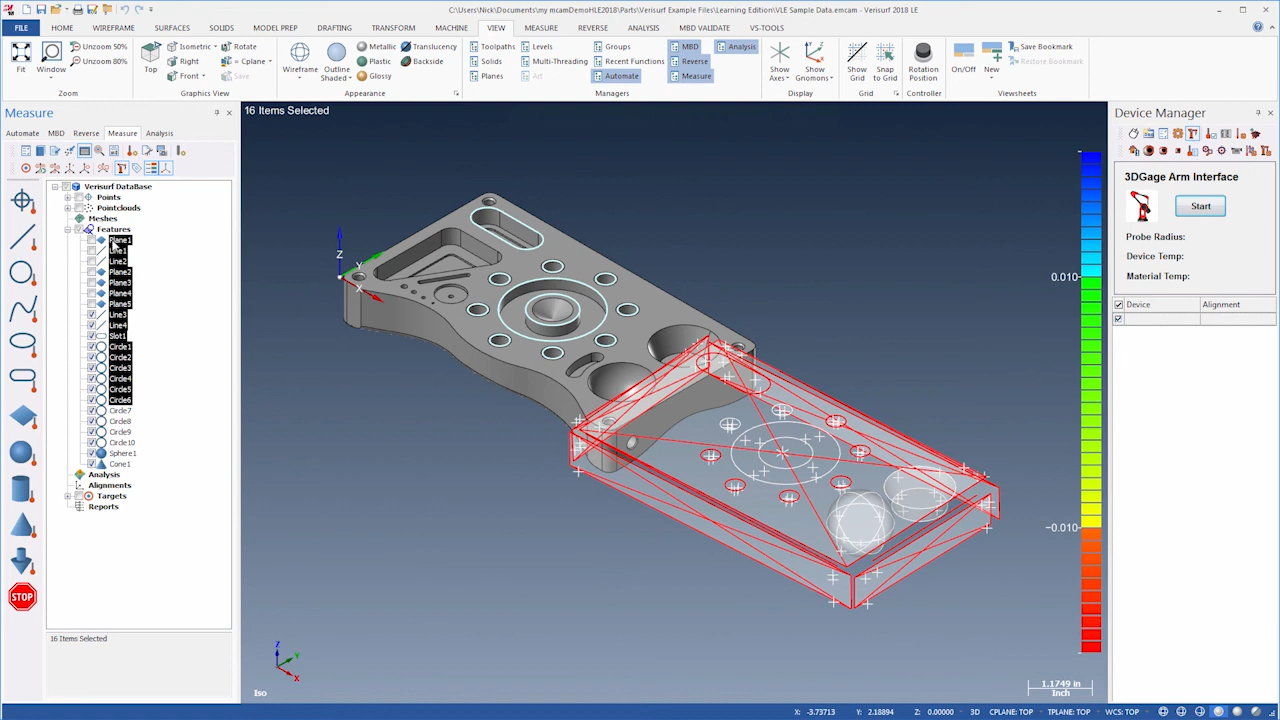 C:\Users\Nick\Documents\my mcamDemoHLE2018\Parts\Verisurf Example Files\Learning Edition\VLE Sample Data.emcam - Verisurf 2018 LE
FILE HOME WIREFRAME SURFACES SOLIDS MODEL PREP DRAFTING TRANSFORM MACHINE VIEW MEASURE REVERSE ANALYSIS MBD VALIDATE VS-TOOLS
Unzoom 50% Isometric Rotate Metallic Translucency Toolpaths Levels Groups MBD Analysis Save Bookmark
Unzoom 80% Right = Cplane Plastic Backside Solids Multi-Threading Recent Functions Reverse Restore Bookmark
Fit Window Top Front Save Wireframe Outline Shaded Glossy Planes Art Automate Measure Show Axes Show Gnomons Show Grid Snap to Grid Rotation Position On/Off New
Zoom Graphics View Appearance Managers Display Grid Controller Viewsheets
Measure
Automate MBD Reverse Measure Analysis
Verisurf DataBase
Points
Pointclouds
Meshes
Features
Plane1
Line1
Line2
Plane2
Plane3
Plane4
Plane5
Line3
Line4
Slot1
Circle1
Circle2
Circle3
Circle4
Circle5
Circle6
Circle7
Circle8
Circle9
Circle10
Sphere1
Cone1
Analysis
Alignments
Targets
Reports
STOP
16 Items Selected
16 Items Selected
Z
Y
X
Z
Y
X
Iso
0.010
−0.010
1.1749 in
Inch
Device Manager
3DGage Arm Interface
Start
Probe Radius:
Device Temp:
Material Temp:
Device Alignment
X: -3.73713 Y: 2.18894 Z: 0.00000 3D CPLANE: TOP TPLANE: TOP WCS: TOP